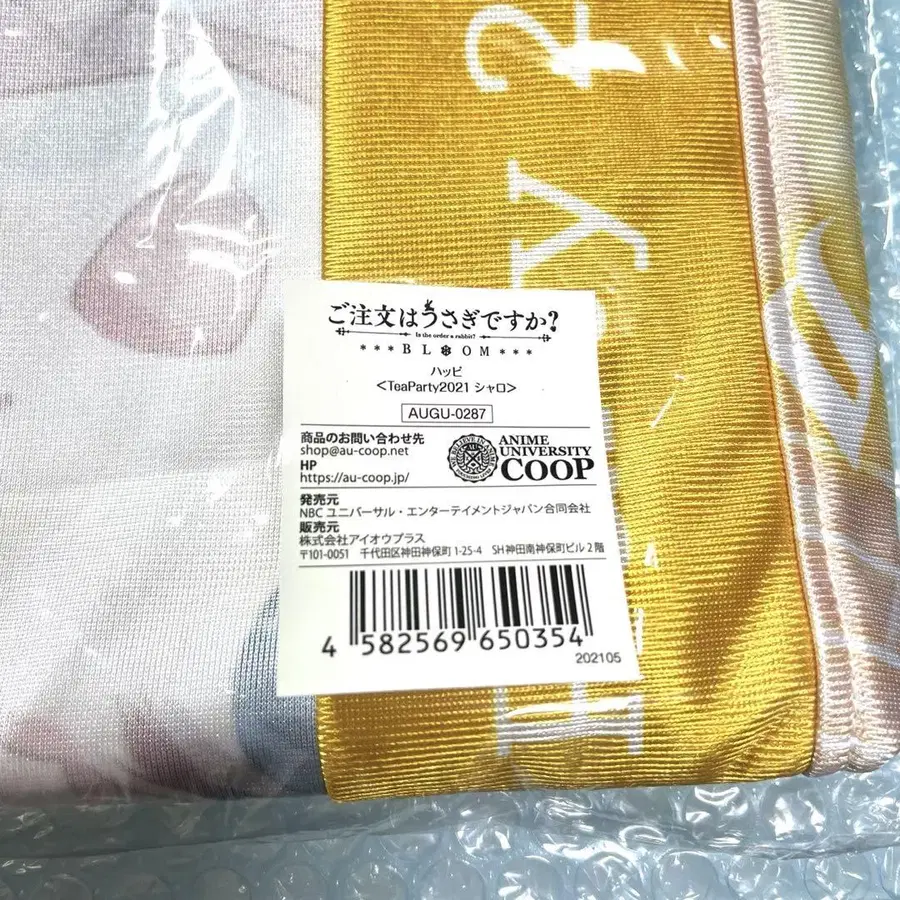 ご注文はうさぎですか?
Is the order a rabbit?
***BLOOM***
ハッピ
<TeaParty2021 シャロ>
AUGU-0287
商品のお問い合わせ先
shop@au-coop.net
HP
https://au-coop.jp/
ANIME
UNIVERSITY
COOP
発売元
NBC ユニバーサル・エンターテイメントジャパン合同会社
販売元
株式会社アイオウプラス
〒101-0051 千代田区神田神保町 1-25-4 SH神田南神保町ビル 2 階
4 582569 650354
202105
y 2